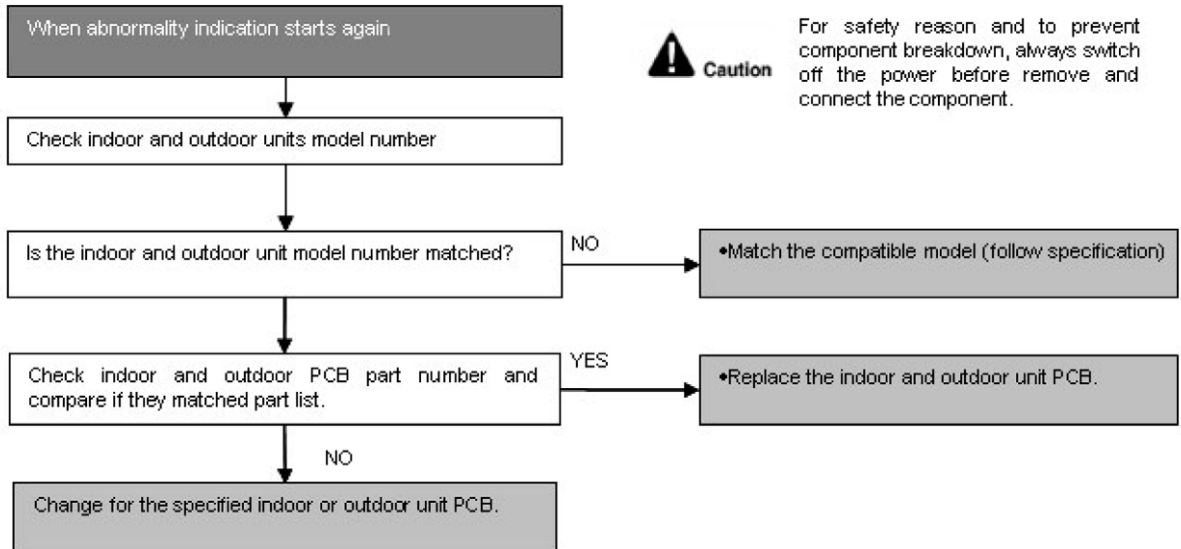 When abnormality indication starts again
For safety reason and to prevent
component breakdown, always switch
off the power before remove and
connect the component.
Caution
Check indoor and outdoor units model number
Is the indoor and outdoor unit model number matched?
NO
•Match the compatible model (follow specification)
Check indoor and outdoor PCB part number and
compare if they matched part list.
YES
•Replace the indoor and outdoor unit PCB.
NO
Change for the specified indoor or outdoor unit PCB.